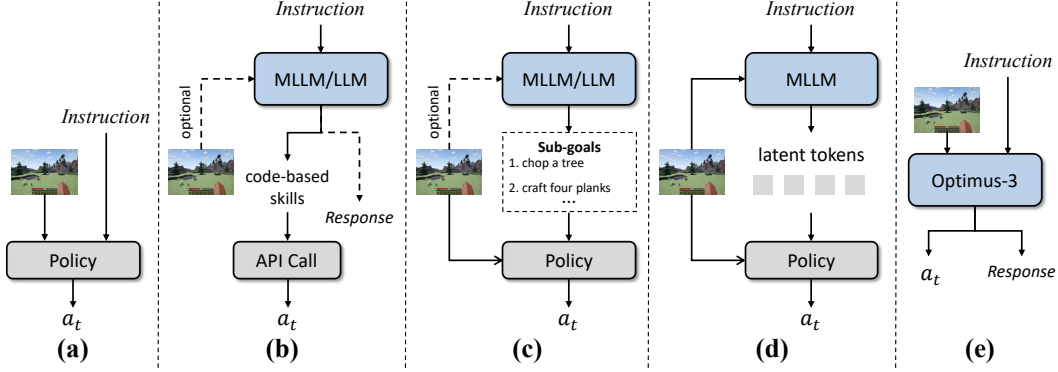 Instruction
Policy
a_t
(a)
Instruction
MLLM/LLM
optional
code-based
skills
Response
API Call
a_t
(b)
Instruction
MLLM/LLM
optional
Sub-goals
1. chop a tree
2. craft four planks
...
Policy
a_t
(c)
Instruction
MLLM
latent tokens
Policy
a_t
(d)
Instruction
Optimus-3
a_t
Response
(e)